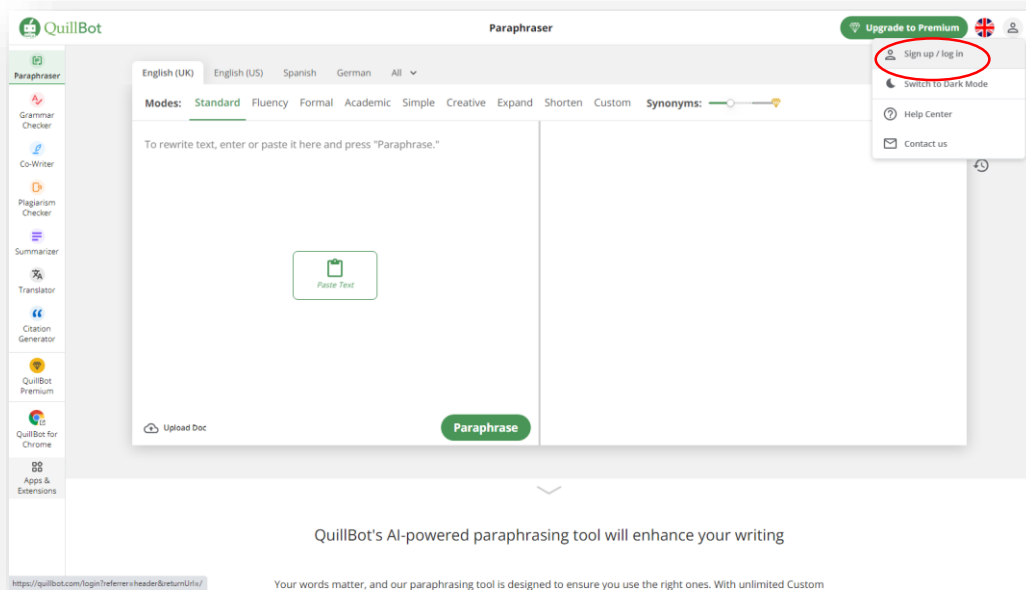 QuillBot
Paraphraser
Upgrade to Premium
Sign up / log in
Switch to Dark Mode
Help Center
Contact us
Paraphraser
Grammar
Checker
Co-Writer
Plagiarism
Checker
Summarizer
Translator
Citation
Generator
QuillBot
Premium
QuillBot for
Chrome
Apps &
Extensions
English (UK) English (US) Spanish German All
Modes: Standard Fluency Formal Academic Simple Creative Expand Shorten Custom Synonyms:
To rewrite text, enter or paste it here and press "Paraphrase."
Paste Text
Upload Doc
Paraphrase
QuillBot's AI-powered paraphrasing tool will enhance your writing
Your words matter, and our paraphrasing tool is designed to ensure you use the right ones. With unlimited Custom
https://quillbot.com/login?referrer=header&returnUrl=/